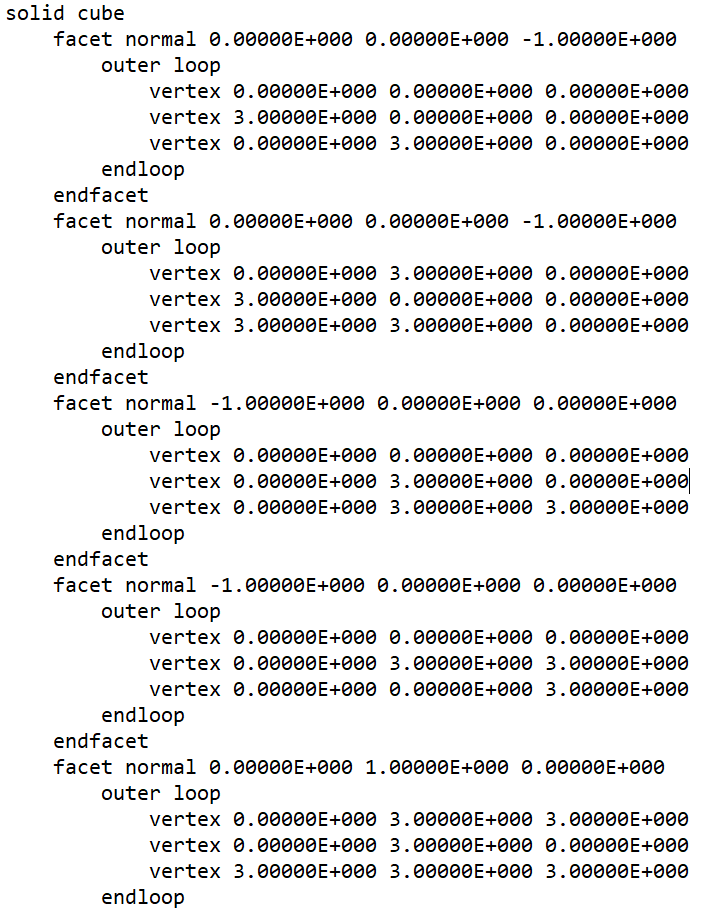 solid cube
facet normal 0.00000E+000 0.00000E+000 -1.00000E+000
outer loop
vertex 0.00000E+000 0.00000E+000 0.00000E+000
vertex 3.00000E+000 0.00000E+000 0.00000E+000
vertex 0.00000E+000 3.00000E+000 0.00000E+000
endloop
endfacet
facet normal 0.00000E+000 0.00000E+000 -1.00000E+000
outer loop
vertex 0.00000E+000 3.00000E+000 0.00000E+000
vertex 3.00000E+000 0.00000E+000 0.00000E+000
vertex 3.00000E+000 3.00000E+000 0.00000E+000
endloop
endfacet
facet normal -1.00000E+000 0.00000E+000 0.00000E+000
outer loop
vertex 0.00000E+000 0.00000E+000 0.00000E+000
vertex 0.00000E+000 3.00000E+000 0.00000E+000
vertex 0.00000E+000 3.00000E+000 3.00000E+000
endloop
endfacet
facet normal -1.00000E+000 0.00000E+000 0.00000E+000
outer loop
vertex 0.00000E+000 0.00000E+000 0.00000E+000
vertex 0.00000E+000 3.00000E+000 3.00000E+000
vertex 0.00000E+000 0.00000E+000 3.00000E+000
endloop
endfacet
facet normal 0.00000E+000 1.00000E+000 0.00000E+000
outer loop
vertex 0.00000E+000 3.00000E+000 3.00000E+000
vertex 0.00000E+000 3.00000E+000 0.00000E+000
vertex 3.00000E+000 3.00000E+000 3.00000E+000
endloop